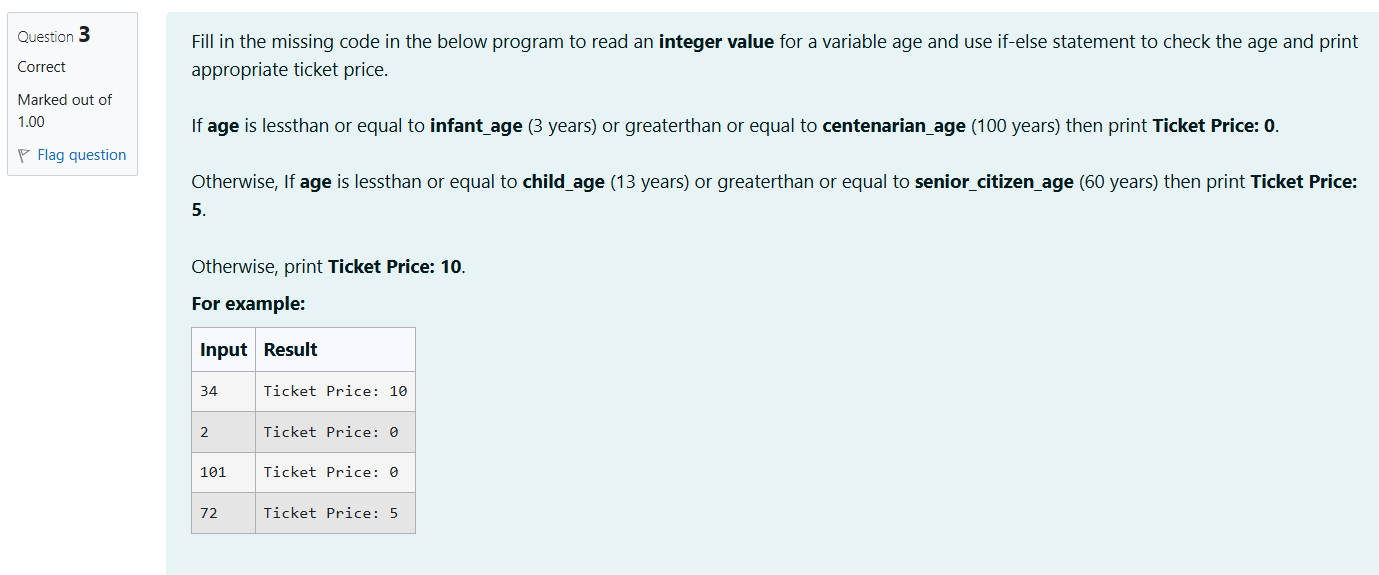 Question 3
Correct
Marked out of
1.00
Flag question
Fill in the missing code in the below program to read an integer value for a variable age and use if-else statement to check the age and print
appropriate ticket price.
If age is lessthan or equal to infant_age (3 years) or greaterthan or equal to centenarian_age (100 years) then print Ticket Price: 0.
Otherwise, If age is lessthan or equal to child_age (13 years) or greaterthan or equal to senior_citizen_age (60 years) then print Ticket Price:
5.
Otherwise, print Ticket Price: 10.
For example:
Input Result
34 Ticket Price: 10
2 Ticket Price: 0
101 Ticket Price: 0
72 Ticket Price: 5